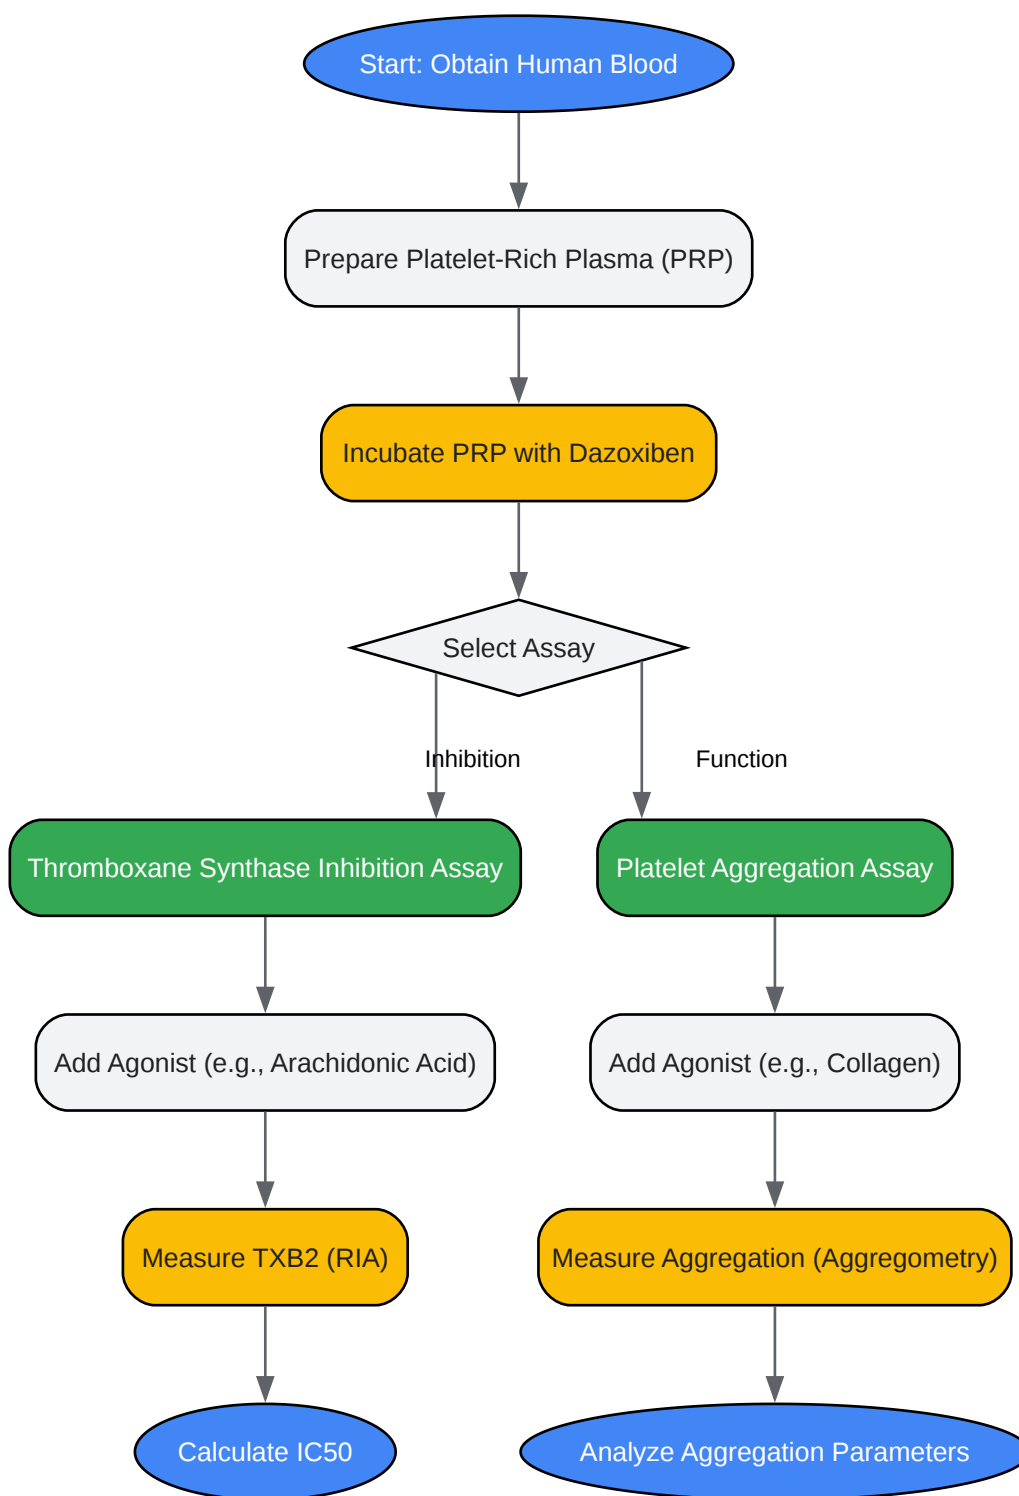 Start: Obtain Human Blood
Prepare Platelet-Rich Plasma (PRP)
Incubate PRP with Dazoxiben
Select Assay
Inhibition
Function
Thromboxane Synthase Inhibition Assay
Platelet Aggregation Assay
Add Agonist (e.g., Arachidonic Acid)
Add Agonist (e.g., Collagen)
Measure TXB2 (RIA)
Measure Aggregation (Aggregometry)
Calculate IC50
Analyze Aggregation Parameters